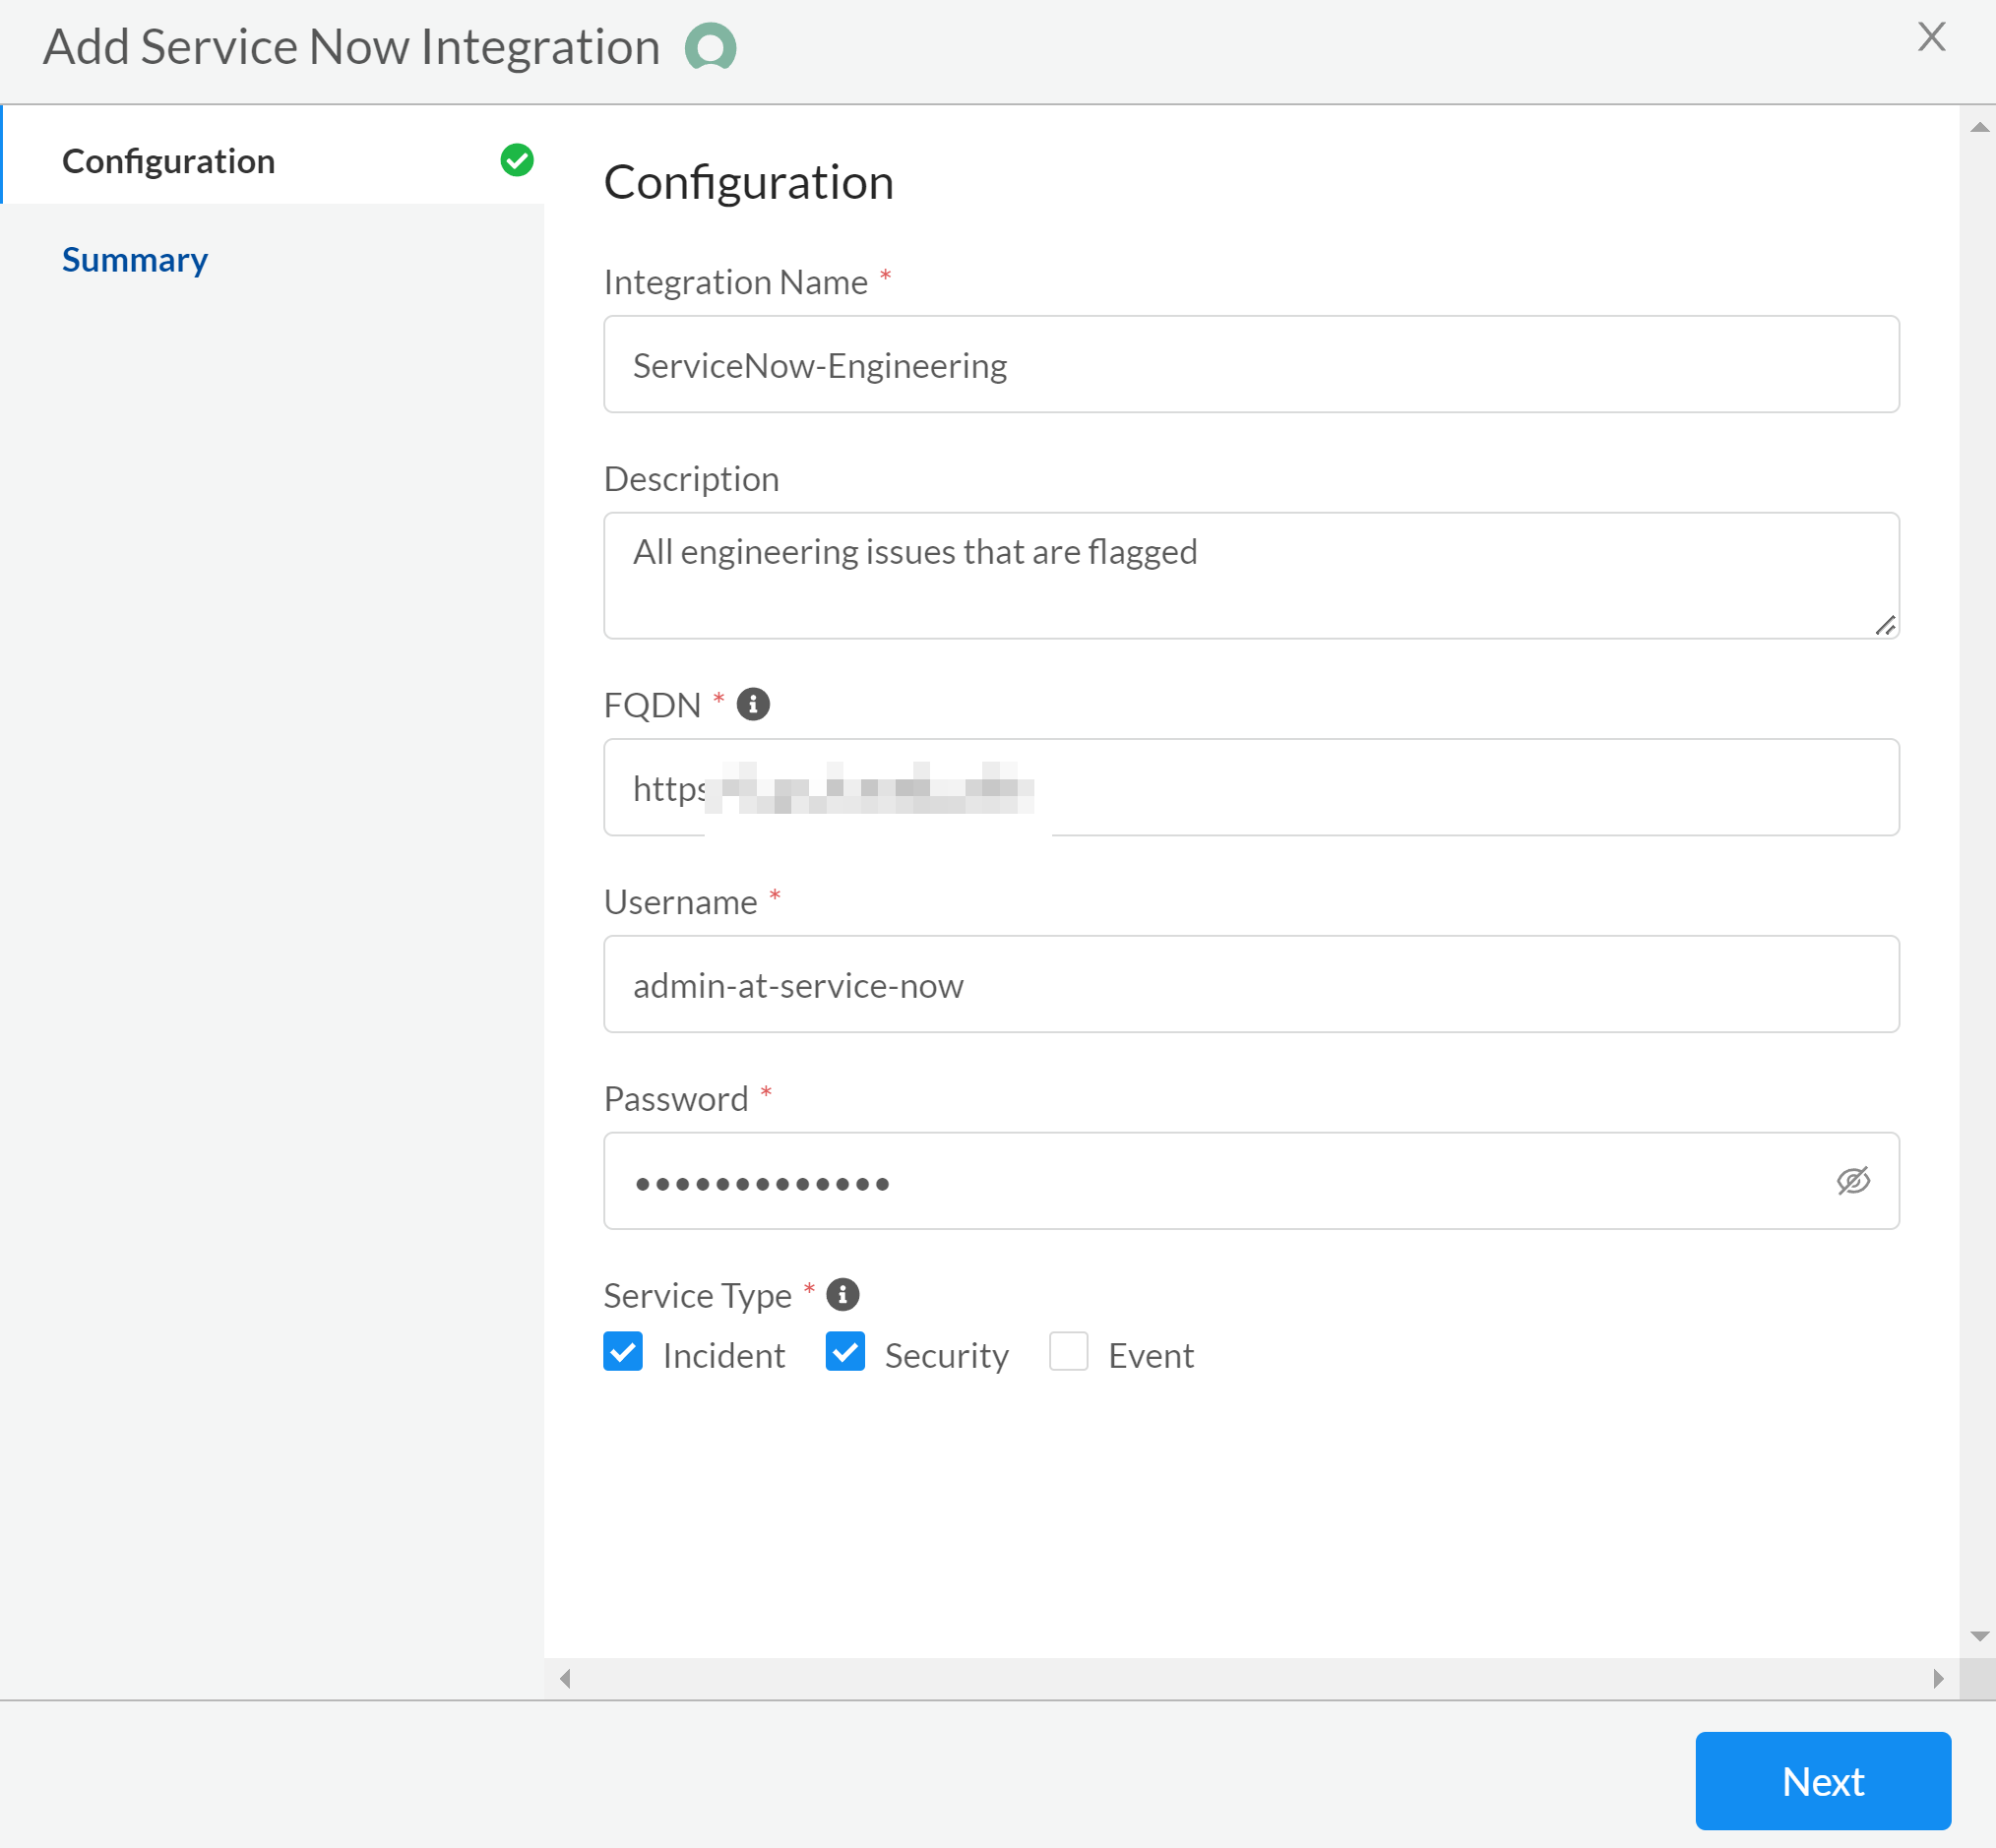 Add Service Now Integration
Configuration
Summary
Configuration
Integration Name *
ServiceNow-Engineering
Description
All engineering issues that are flagged
FQDN *
https
Username *
admin-at-service-now
Password *
•••••••••••••
Service Type *
Incident Security Event
Next